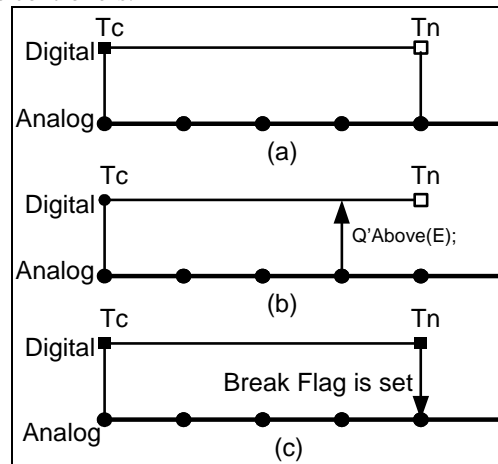 Tc Tn
Digital
Analog
(a)
Tc Tn
Digital
Q'Above(E);
Analog
(b)
Tc Tn
Digital
Break Flag is set
Analog
(c)